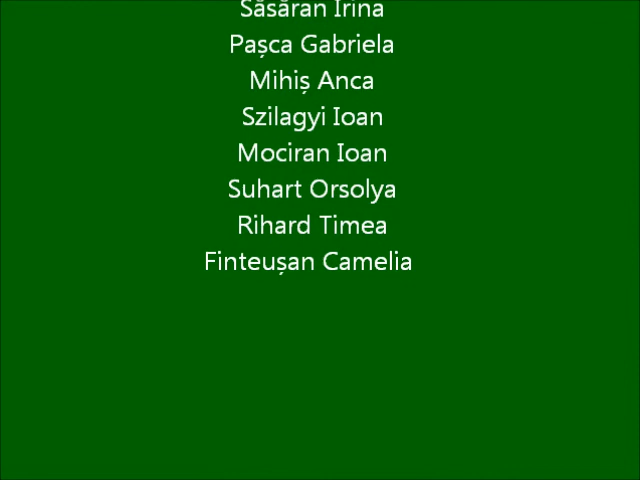 Săsăran Irina
Pașca Gabriela
Mihiș Anca
Szilagyi Ioan
Mociran Ioan
Suhart Orsolya
Rihard Timea
Finteușan Camelia